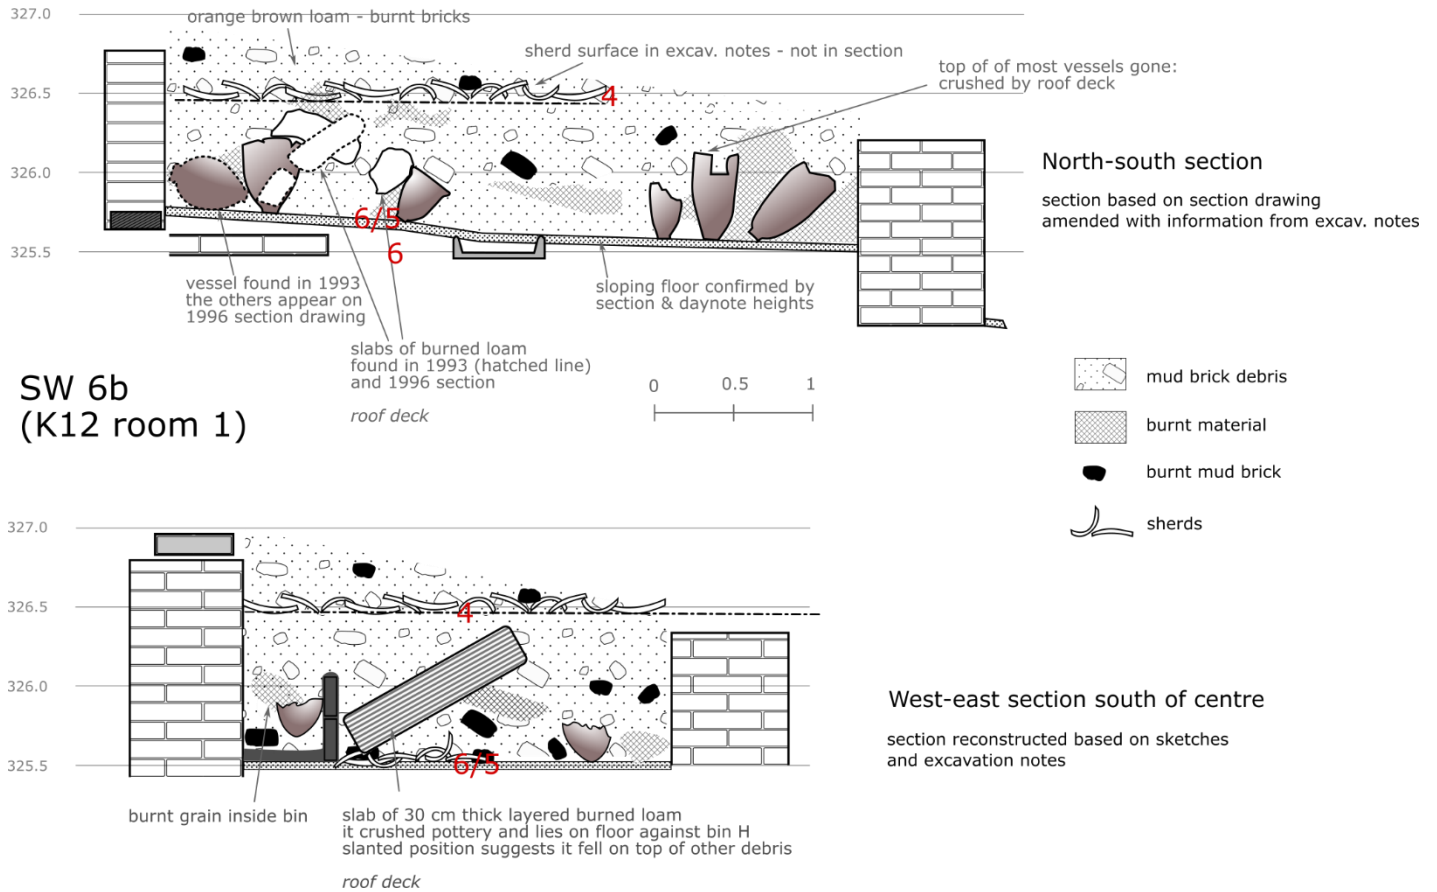 327.0
orange brown loam - burnt bricks
sherd surface in excav. notes - not in section
top of of most vessels gone:
crushed by roof deck
326.5
4
326.0
North-south section
section based on section drawing
amended with information from excav. notes
6/5
6
325.5
vessel found in 1993
the others appear on
1996 section drawing
sloping floor confirmed by
section & daynote heights
slabs of burned loam
found in 1993 (hatched line)
and 1996 section
roof deck
SW 6b
(K12 room 1)
0 0.5 1
mud brick debris
burnt material
burnt mud brick
sherds
327.0
326.5
4
326.0
West-east section south of centre
section reconstructed based on sketches
and excavation notes
325.5
6/5
burnt grain inside bin
slab of 30 cm thick layered burned loam
it crushed pottery and lies on floor against bin H
slanted position suggests it fell on top of other debris
roof deck